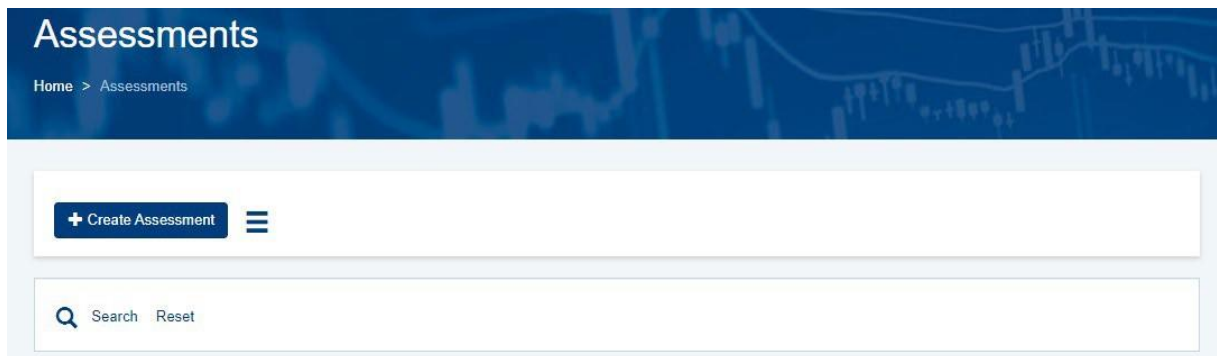 Assessments
Home > Assessments
+ Create Assessment
Search Reset